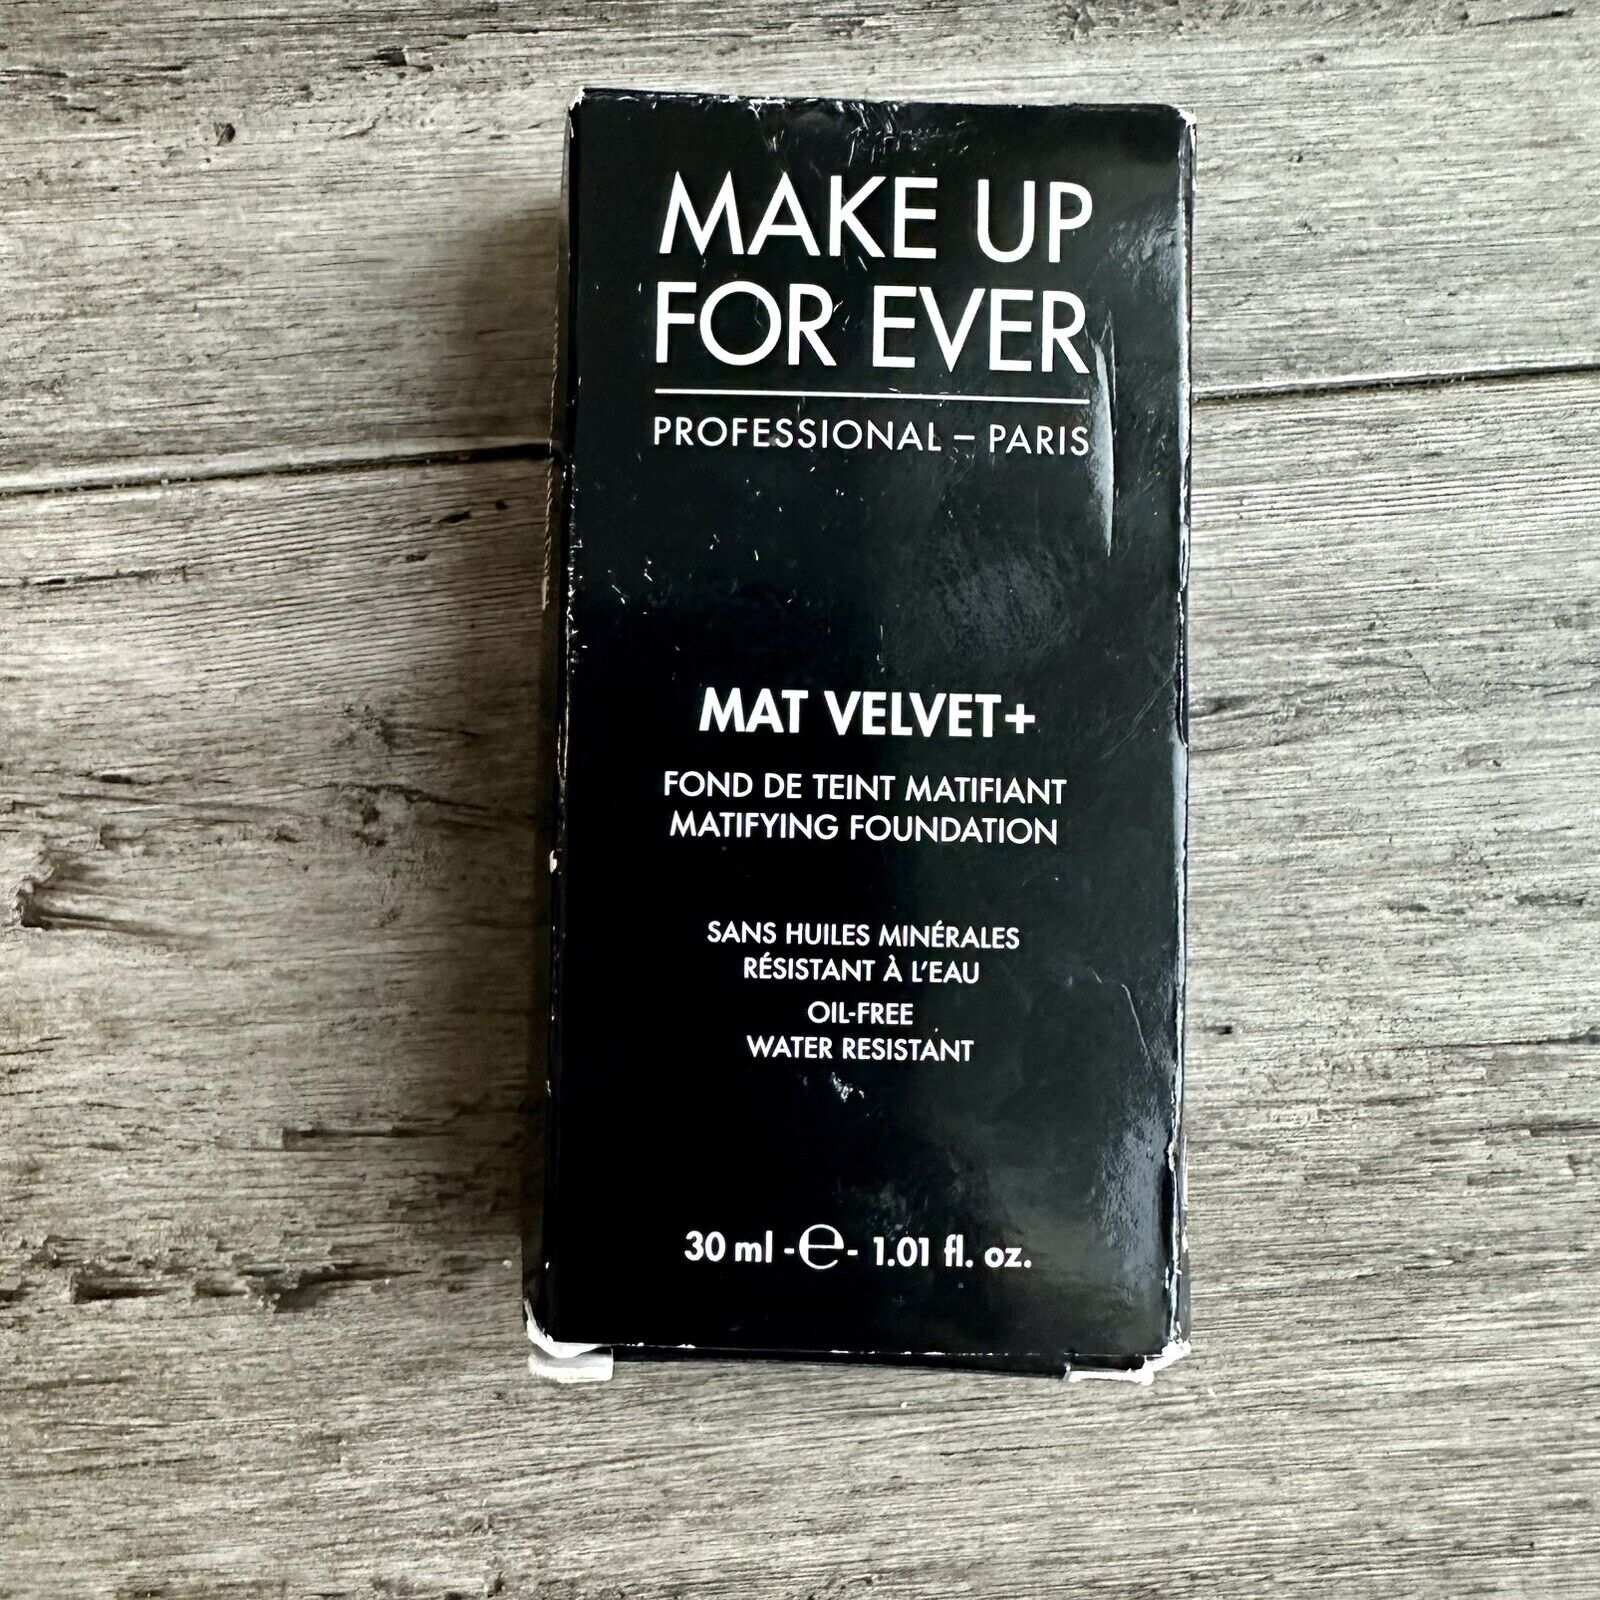 MAKE UP
FOR EVER
PROFESSIONAL – PARIS
MAT VELVET+
FOND DE TEINT MATIFIANT
MATIFYING FOUNDATION
SANS HUILES MINÉRALES
RÉSISTANT À L'EAU
OIL-FREE
WATER RESISTANT
30 ml -℮- 1.01 fl. oz.